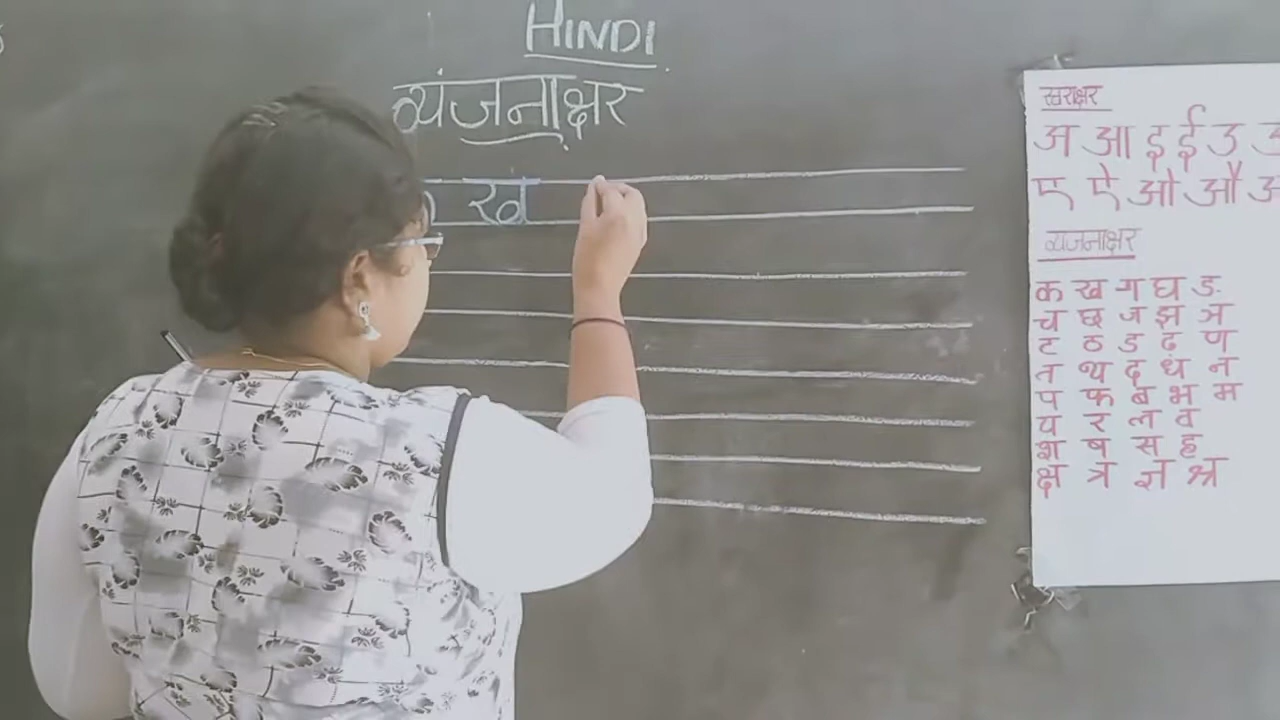 HINDI
व्यंजनाक्षर
ख
स्वराक्षर
अ आ इ ई उ
ए ऐ ओ औ
व्यंजनाक्षर
क ख ग घ ङ
च छ ज झ ञ
ट ठ ड ढ ण
त थ द धं न
प फ ब भ म
य र ल व
श ष स ह
क्ष त्र ज्ञ श्र